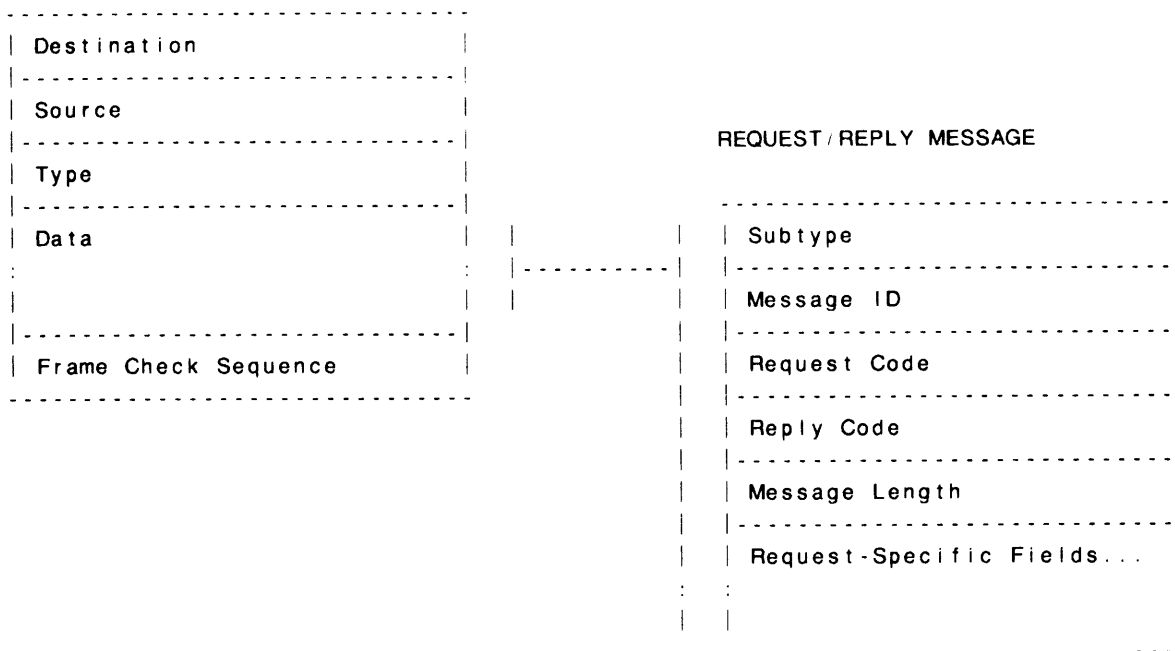 Destination
Source
Type
Data
Frame Check Sequence
REQUEST/REPLY MESSAGE
Subtype
Message ID
Request Code
Reply Code
Message Length
Request-Specific Fields...